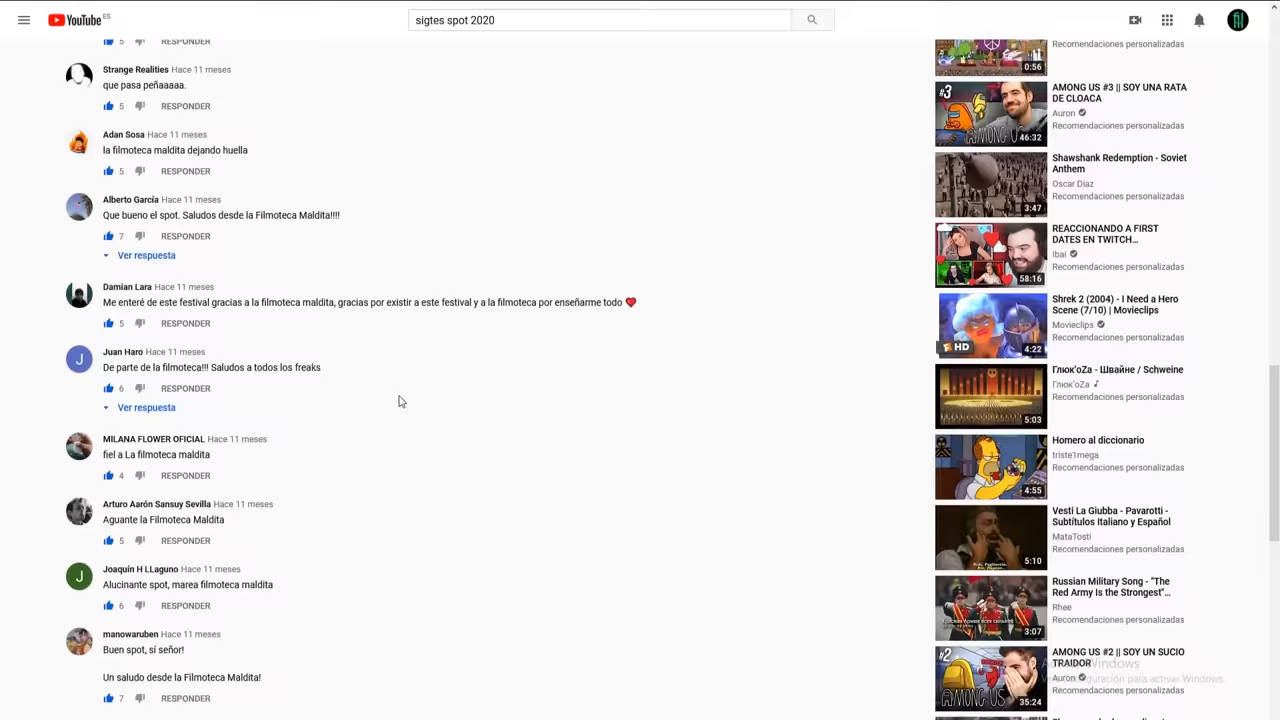 YouTube ES
sigtes spot 2020
5 RESPONDER
Strange Realities Hace 11 meses
que pasa peñaaaaa.
5 RESPONDER
Adan Sosa Hace 11 meses
la filmoteca maldita dejando huella
5 RESPONDER
Alberto García Hace 11 meses
Que bueno el spot. Saludos desde la Filmoteca Maldita!!!!
7 RESPONDER
Ver respuesta
Damian Lara Hace 11 meses
Me enteré de este festival gracias a la filmoteca maldita, gracias por existir a este festival y a la filmoteca por enseñarme todo ❤
5 RESPONDER
J
Juan Haro Hace 11 meses
De parte de la filmoteca!!! Saludos a todos los freaks
6 RESPONDER
Ver respuesta
MILANA FLOWER OFICIAL Hace 11 meses
fiel a La filmoteca maldita
4 RESPONDER
Arturo Aarón Sansuy Sevilla Hace 11 meses
Aguante la Filmoteca Maldita
5 RESPONDER
J
Joaquín H LLaguno Hace 11 meses
Alucinante spot, marea filmoteca maldita
6 RESPONDER
manowaruben Hace 11 meses
Buen spot, sí señor!
Un saludo desde la Filmoteca Maldita!
7 RESPONDER
Recomendaciones personalizadas
0:56
#3
AMONG US
46:32
AMONG US #3 || SOY UNA RATA
DE CLOACA
Auron
Recomendaciones personalizadas
3:47
Shawshank Redemption - Soviet
Anthem
Oscar Díaz
Recomendaciones personalizadas
58:16
REACCIONANDO A FIRST
DATES EN TWITCH...
Ibai
Recomendaciones personalizadas
HD
4:22
Shrek 2 (2004) - I Need a Hero
Scene (7/10) | Movieclips
Movieclips
Recomendaciones personalizadas
5:03
Глюк'oZa - Швайне / Schweine
Глюк'oZa
Recomendaciones personalizadas
4:55
Homero al diccionario
triste1mega
Recomendaciones personalizadas
5:10
Vesti La Giubba - Pavarotti -
Subtítulos Italiano y Español
MataTosti
Recomendaciones personalizadas
3:07
Russian Military Song - "The
Red Army Is the Strongest"...
Rhee
Recomendaciones personalizadas
#2
AMONG US
35:24
AMONG US #2 || SOY UN SUCIO
TRAIDOR
Auron
Recomendaciones personalizadas
Windows
configuración para activar Windows.